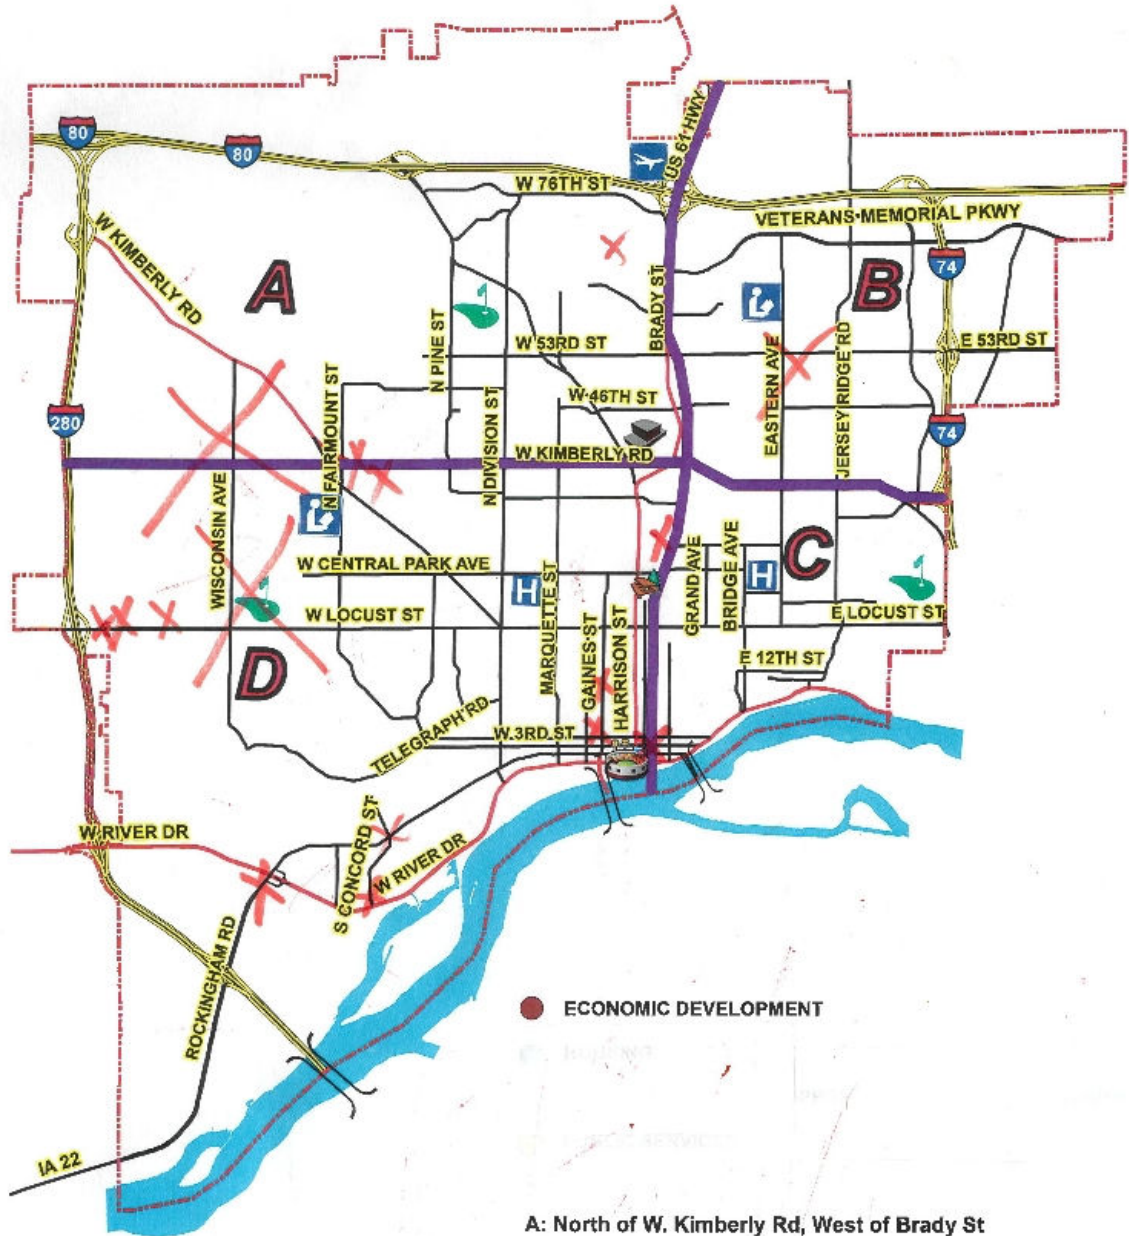 80
80
US 61 HWY
W 76TH ST
VETERANS MEMORIAL PKWY
W KIMBERLY RD
A
B
74
N PINE ST
BRADY ST
W 53RD ST
E 53RD ST
EASTERN AVE
JERSEY RIDGE RD
N FAIRMOUNT ST
N DIVISION ST
W 46TH ST
280
74
W KIMBERLY RD
WISCONSIN AVE
W CENTRAL PARK AVE
H
MARQUETTE ST
GRAND AVE
BRIDGE AVE
H
C
W LOCUST ST
E LOCUST ST
GAINES ST
HARRISON ST
E 12TH ST
D
TELEGRAPH RD
W 3RD ST
W RIVER DR
S CONCORD ST
W RIVER DR
ROCKINGHAM RD
IA 22
ECONOMIC DEVELOPMENT
A: North of W. Kimberly Rd, West of Brady St